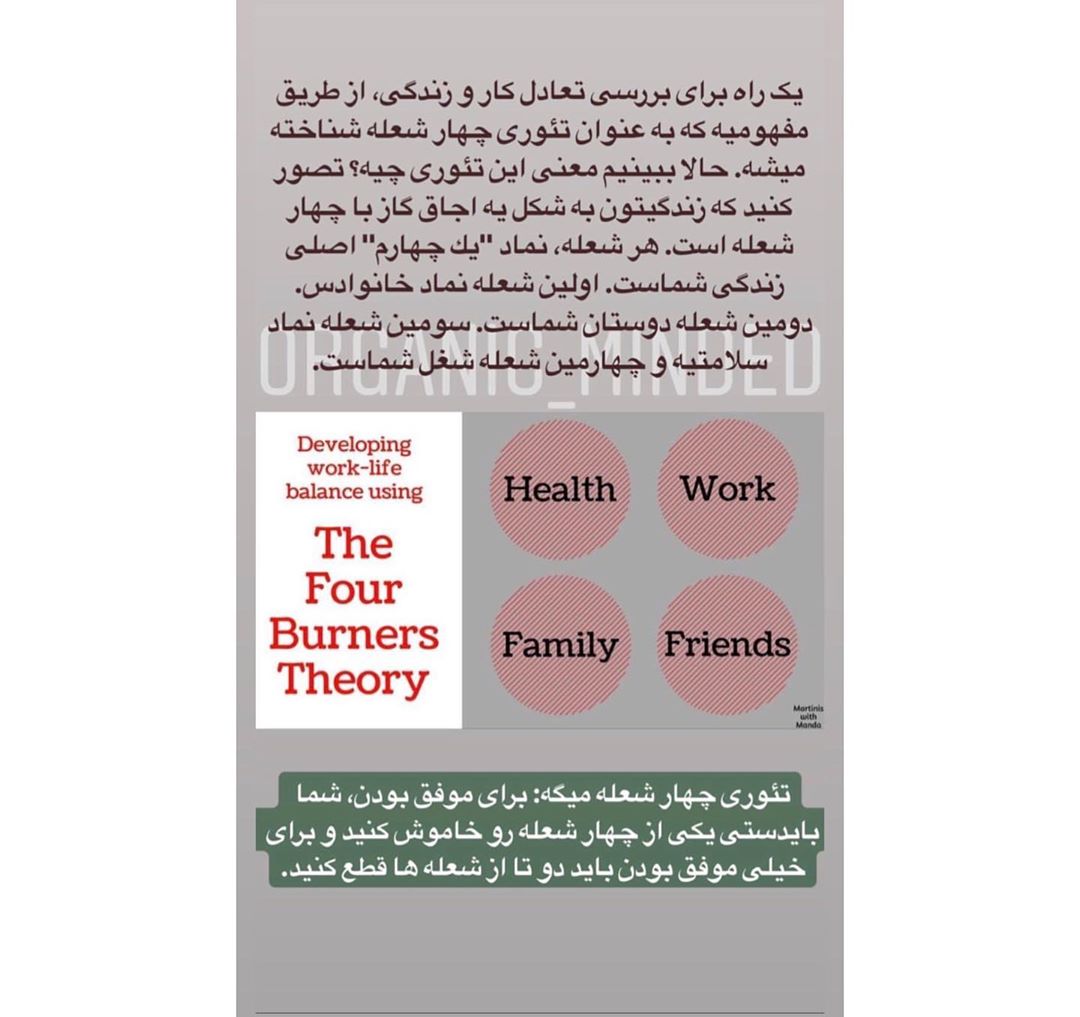 یک راه برای بررسی تعادل کار و زندگی، از طریق
مفهومیه که به عنوان تئوری چهار شعله شناخته
میشه. حالا ببینیم معنی این تئوری چیه؟ تصور
کنید که زندگیتون به شکل یه اجاق گاز با چهار
شعله است. هر شعله، نماد "یك چهارم" اصلی
زندگی شماست. اولین شعله نماد خانوادس.
دومین شعله دوستان شماست. سومین شعله نماد
سلامتیه و چهارمین شعله شغل شماست.
ORGANIC_MINDED
Developing
work-life
balance using
The
Four
Burners
Theory
Health
Work
Family
Friends
Martinis
with
Manda
تئوری چهار شعله میگه: برای موفق بودن، شما
بایدستی یکی از چهار شعله رو خاموش کنید و برای
خیلی موفق بودن باید دو تا از شعله ها قطع کنید.